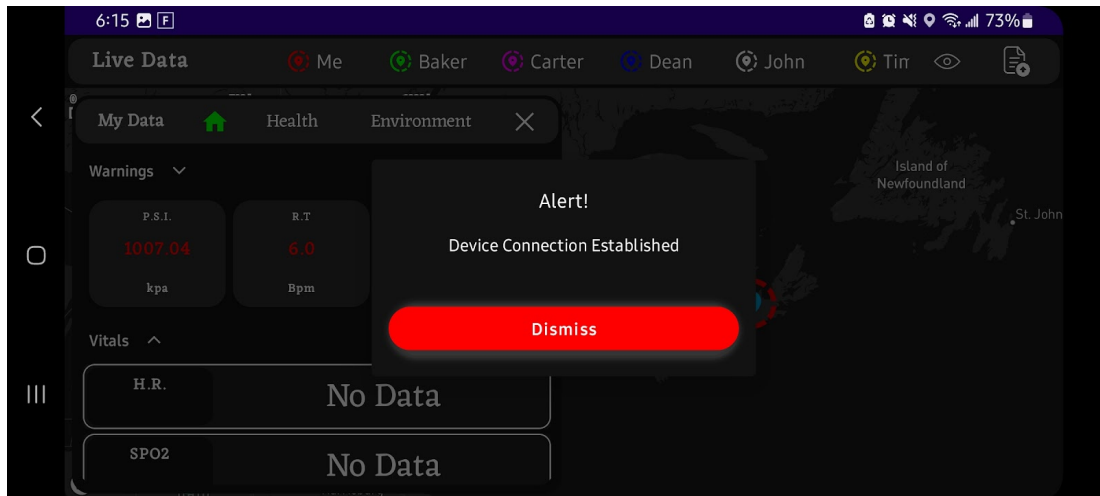 6:15
73%
Live Data
Me
Baker
Carter
Dean
John
Tim
My Data
Health
Environment
Warnings
P.S.I.
1007.04
kpa
R.T
6.0
Bpm
Alert!
Device Connection Established
Dismiss
Vitals
H.R.
No Data
SPO2
No Data
Island of
Newfoundland
St. John